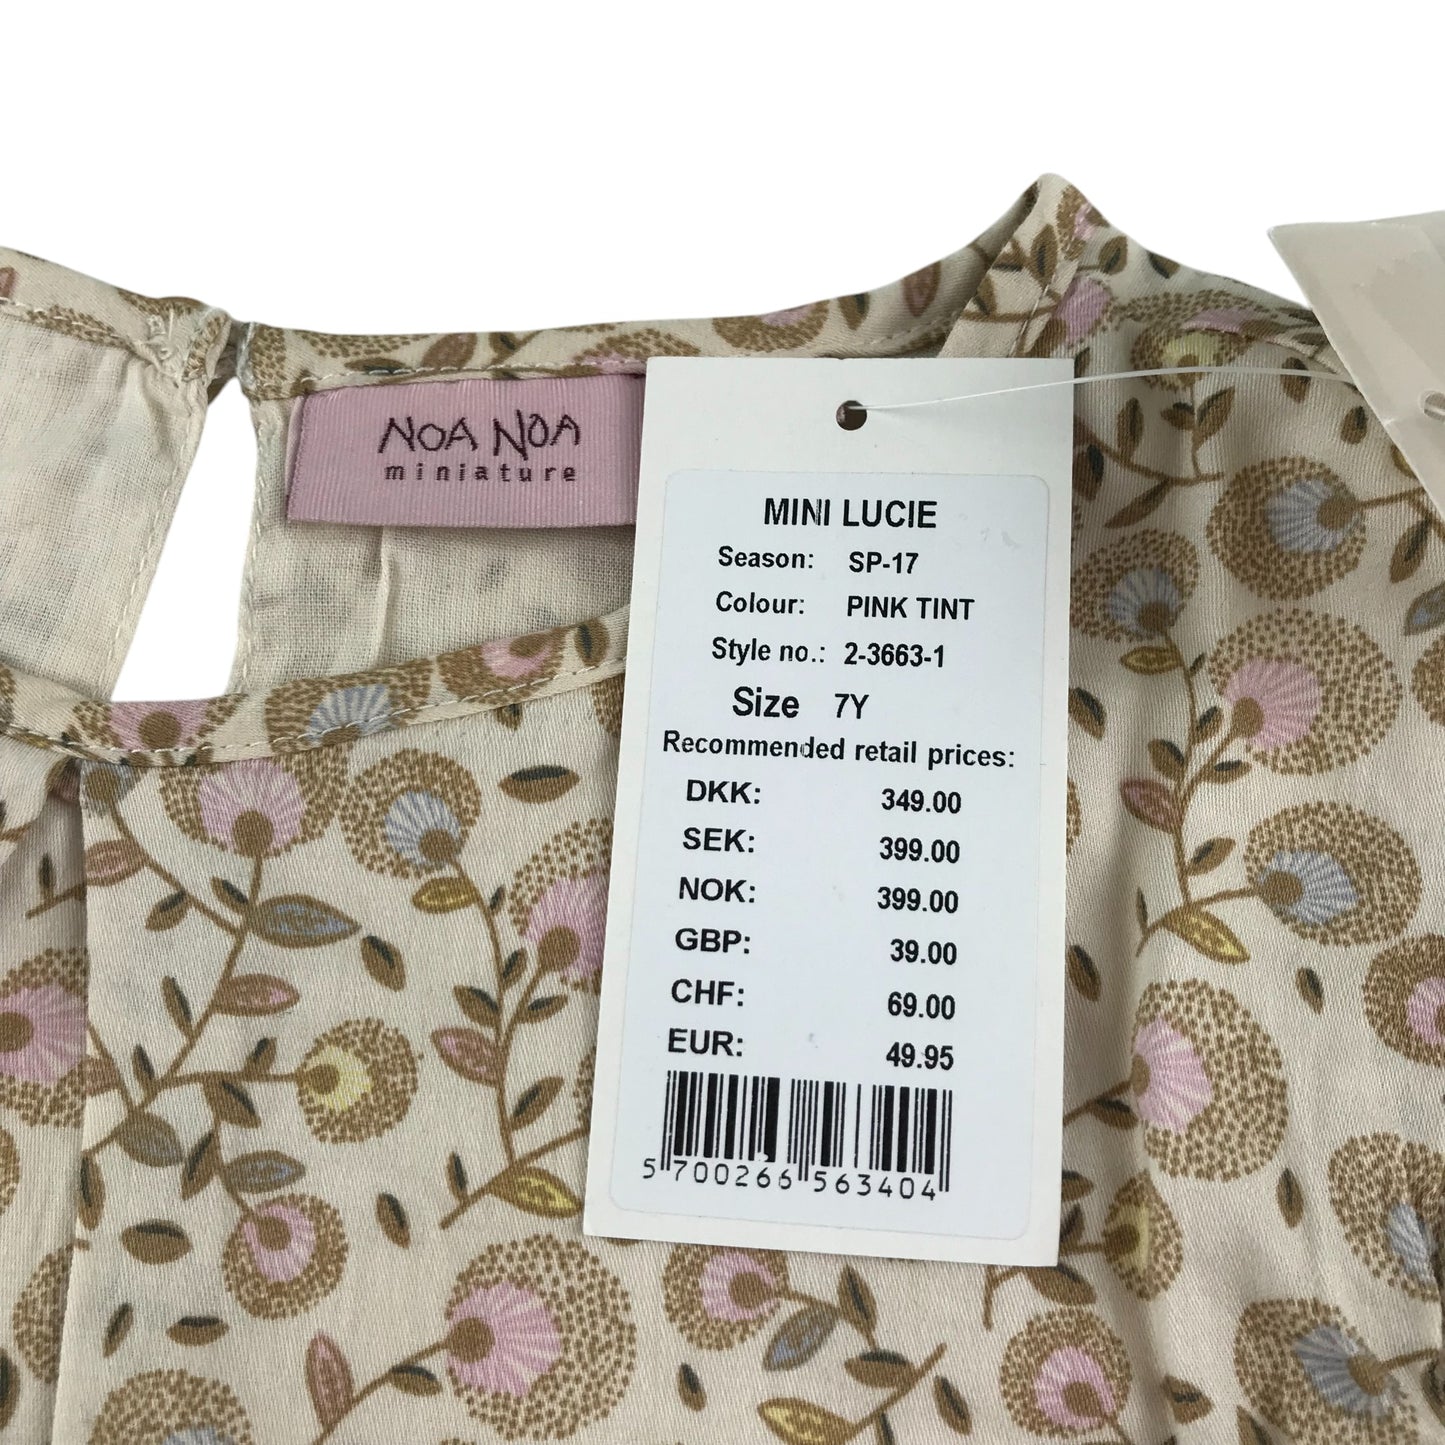 NOA NOA
miniature
MINI LUCIE
Season: SP-17
Colour: PINK TINT
Style no.: 2-3663-1
Size 7Y
Recommended retail prices:
DKK: 349.00
SEK: 399.00
NOK: 399.00
GBP: 39.00
CHF: 69.00
EUR: 49.95
5 700266 563404